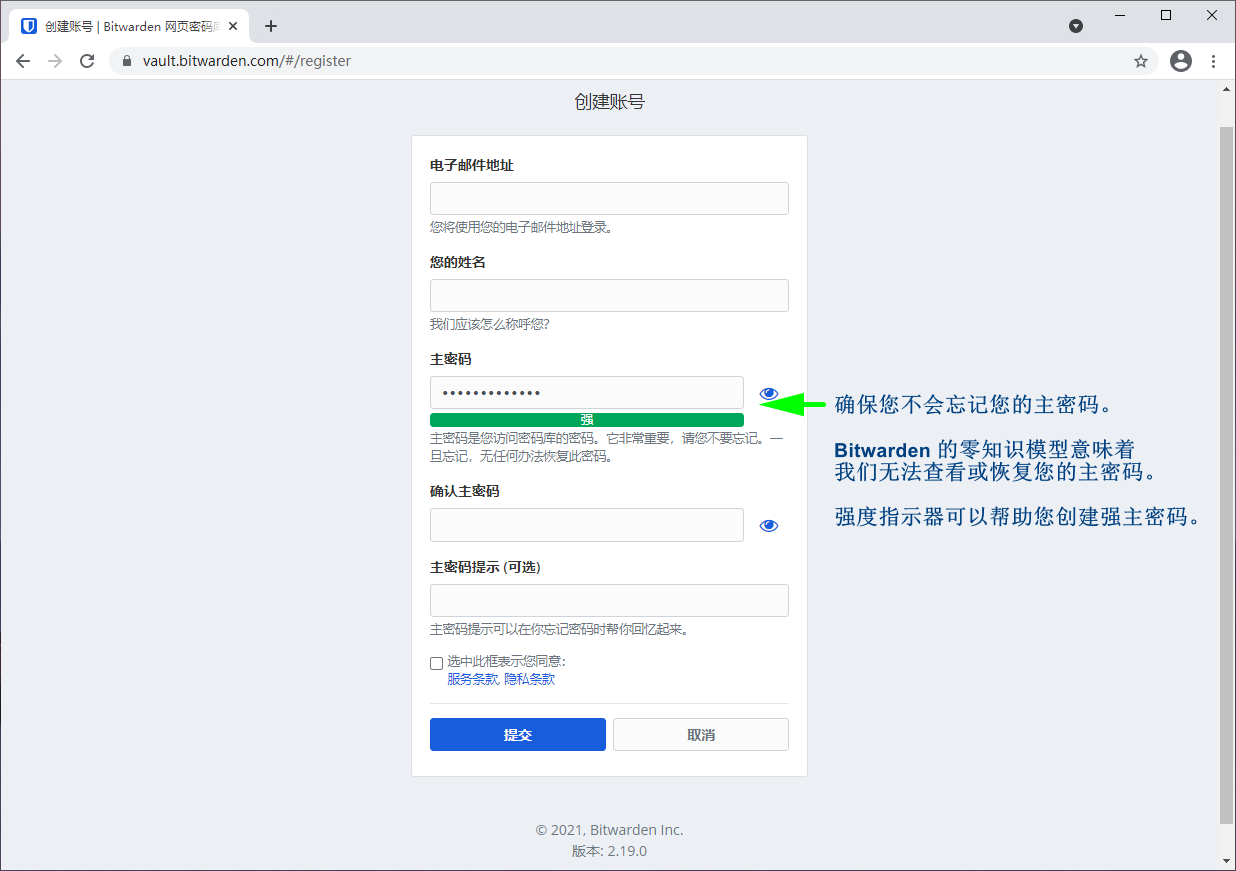 创建账号 | Bitwarden 网页密码库
vault.bitwarden.com/#/register
创建账号
电子邮件地址
您将使用您的电子邮件地址登录。
您的姓名
我们应该怎么称呼您?
主密码
•••••••••••••
强
主密码是您访问密码库的密码。它非常重要，请您不要忘记。一
旦忘记，无任何办法恢复此密码。
确保您不会忘记您的主密码。
Bitwarden 的零知识模型意味着
我们无法查看或恢复您的主密码。
强度指示器可以帮助您创建强主密码。
确认主密码
主密码提示 (可选)
主密码提示可以在你忘记密码时帮你回忆起来。
选中此框表示您同意:
服务条款, 隐私条款
提交
取消
© 2021, Bitwarden Inc.
版本: 2.19.0